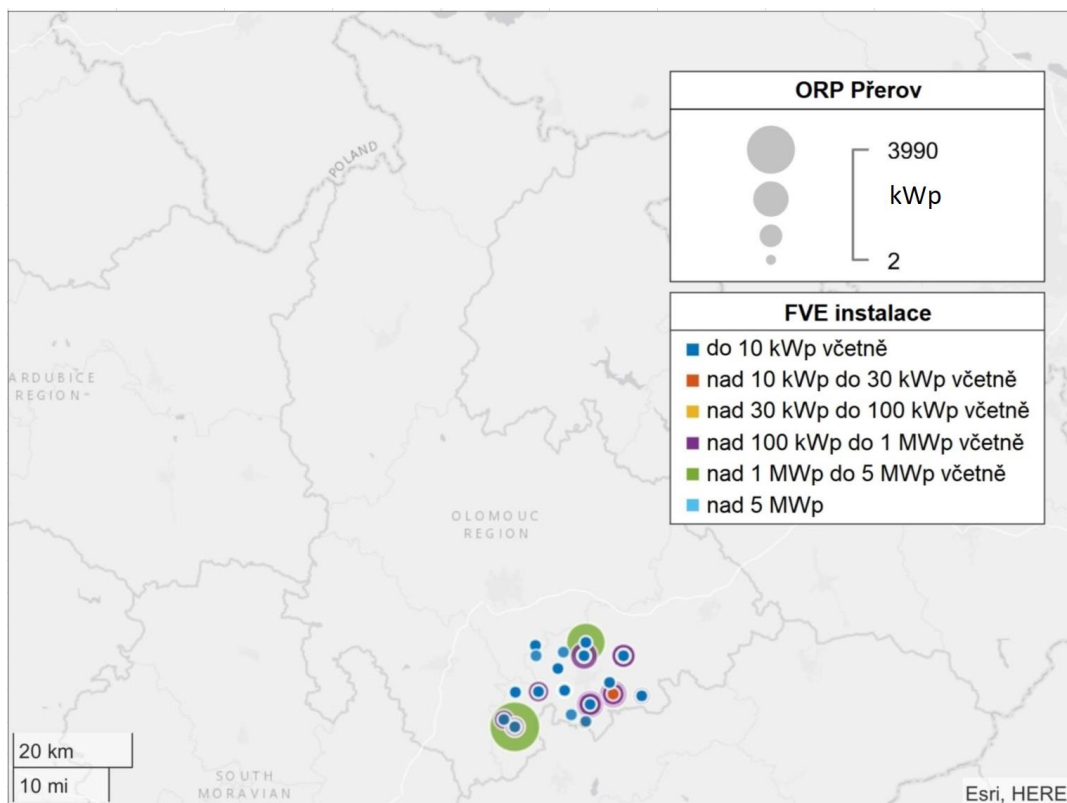 ORP Přerov
3990
kWp
2
FVE instalace
do 10 kWp včetně
nad 10 kWp do 30 kWp včetně
nad 30 kWp do 100 kWp včetně
nad 100 kWp do 1 MWp včetně
nad 1 MWp do 5 MWp včetně
nad 5 MWp
POLAND
ARDUBICE
REGION
OLOMOUC
REGION
SOUTH
MORAVIAN
20 km
10 mi
Esri, HERE